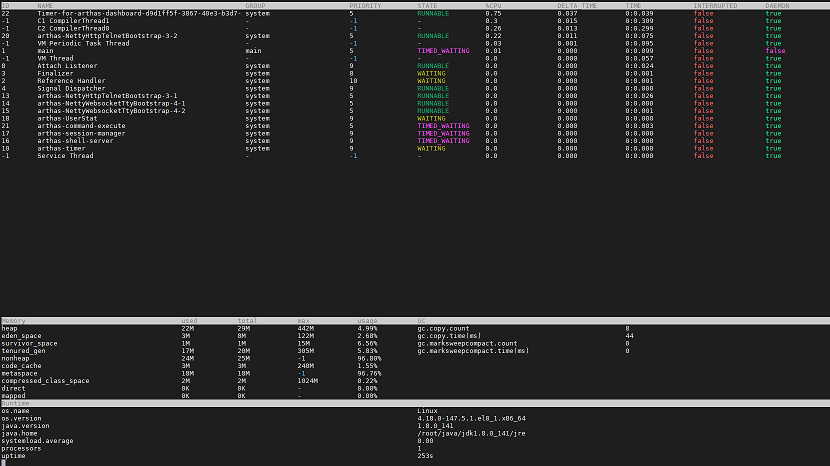 ID NAME GROUP PRIORITY STATE %CPU DELTA_TIME TIME INTERRUPTED DAEMON
22 Timer-for-arthas-dashboard-d9d1ff5f-3867-40e3-b3d7- system 5 RUNNABLE 0.75 0.037 0:0.039 false true
-1 C1 CompilerThread1 - -1 - 0.3 0.015 0:0.309 false true
-1 C2 CompilerThread0 - -1 - 0.26 0.013 0:0.299 false true
20 arthas-NettyHttpTelnetBootstrap-3-2 system 5 RUNNABLE 0.22 0.011 0:0.075 false true
-1 VM Periodic Task Thread - -1 - 0.03 0.001 0:0.095 false true
1 main main 5 TIMED_WAITING 0.01 0.000 0:0.099 false false
-1 VM Thread - -1 - 0.0 0.000 0:0.057 false true
8 Attach Listener system 9 RUNNABLE 0.0 0.000 0:0.024 false true
3 Finalizer system 8 WAITING 0.0 0.000 0:0.001 false true
2 Reference Handler system 10 WAITING 0.0 0.000 0:0.001 false true
4 Signal Dispatcher system 9 RUNNABLE 0.0 0.000 0:0.000 false true
13 arthas-NettyHttpTelnetBootstrap-3-1 system 5 RUNNABLE 0.0 0.000 0:0.026 false true
14 arthas-NettyWebsocketTtyBootstrap-4-1 system 5 RUNNABLE 0.0 0.000 0:0.000 false true
15 arthas-NettyWebsocketTtyBootstrap-4-2 system 5 RUNNABLE 0.0 0.000 0:0.001 false true
18 arthas-UserStat system 9 WAITING 0.0 0.000 0:0.000 false true
21 arthas-command-execute system 5 TIMED_WAITING 0.0 0.000 0:0.003 false true
17 arthas-session-manager system 9 TIMED_WAITING 0.0 0.000 0:0.000 false true
16 arthas-shell-server system 9 TIMED_WAITING 0.0 0.000 0:0.000 false true
10 arthas-timer system 9 WAITING 0.0 0.000 0:0.000 false true
-1 Service Thread - -1 - 0.0 0.000 0:0.000 false true
Memory used total max usage GC
heap 22M 29M 442M 4.99% gc.copy.count 8
eden_space 3M 8M 122M 2.68% gc.copy.time(ms) 44
survivor_space 1M 1M 15M 6.56% gc.marksweepcompact.count 0
tenured_gen 17M 20M 305M 5.83% gc.marksweepcompact.time(ms) 0
nonheap 24M 25M -1 96.80%
code_cache 3M 3M 240M 1.55%
metaspace 18M 18M -1 96.76%
compressed_class_space 2M 2M 1024M 0.22%
direct 0K 0K - 0.00%
mapped 0K 0K - 0.00%
Runtime
os.name Linux
os.version 4.18.0-147.5.1.el8_1.x86_64
java.version 1.8.0_141
java.home /root/java/jdk1.8.0_141/jre
systemload.average 0.00
processors 1
uptime 253s